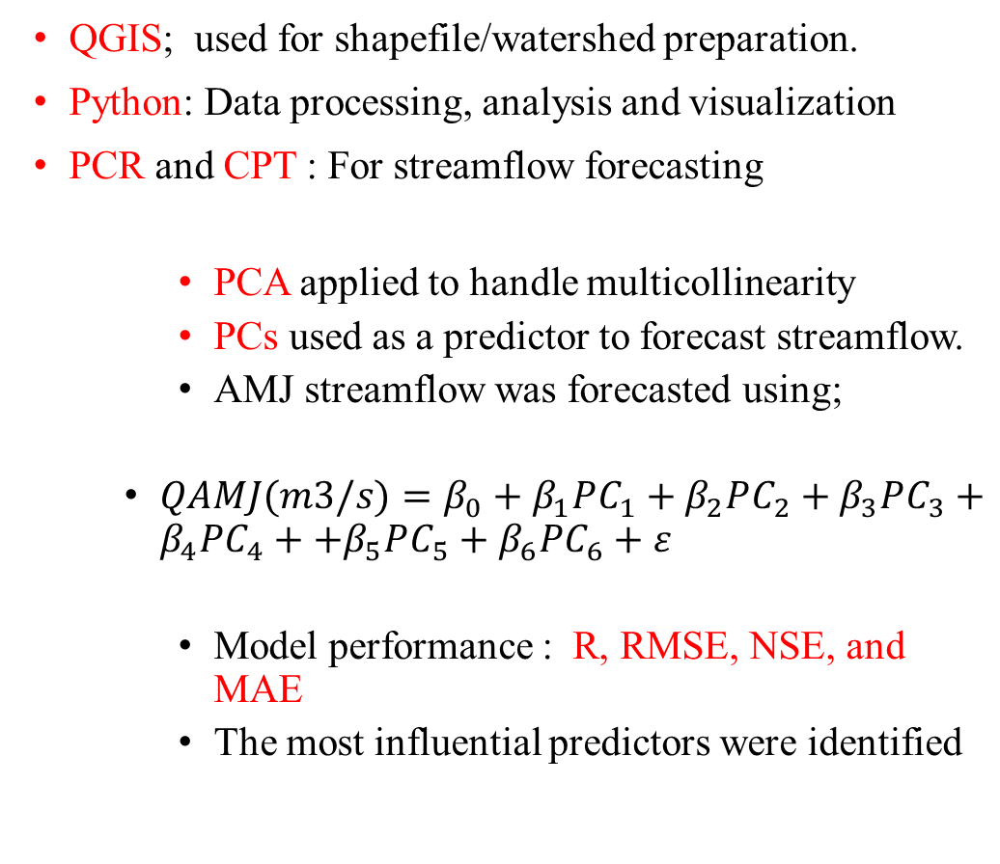 • QGIS;  used for shapefile/watershed preparation.
• Python: Data processing, analysis and visualization
• PCR and CPT : For streamflow forecasting
• PCA applied to handle multicollinearity
• PCs used as a predictor to forecast streamflow.
• AMJ streamflow was forecasted using;
• 𝑄𝐴𝑀𝐽(𝑚3/𝑠) = 𝛽₀ + 𝛽₁𝑃𝐶₁ + 𝛽₂𝑃𝐶₂ + 𝛽₃𝑃𝐶₃ +
𝛽₄𝑃𝐶₄ + +𝛽₅𝑃𝐶₅ + 𝛽₆𝑃𝐶₆ + 𝜀
• Model performance :  R, RMSE, NSE, and
MAE
• The most influential predictors were identified